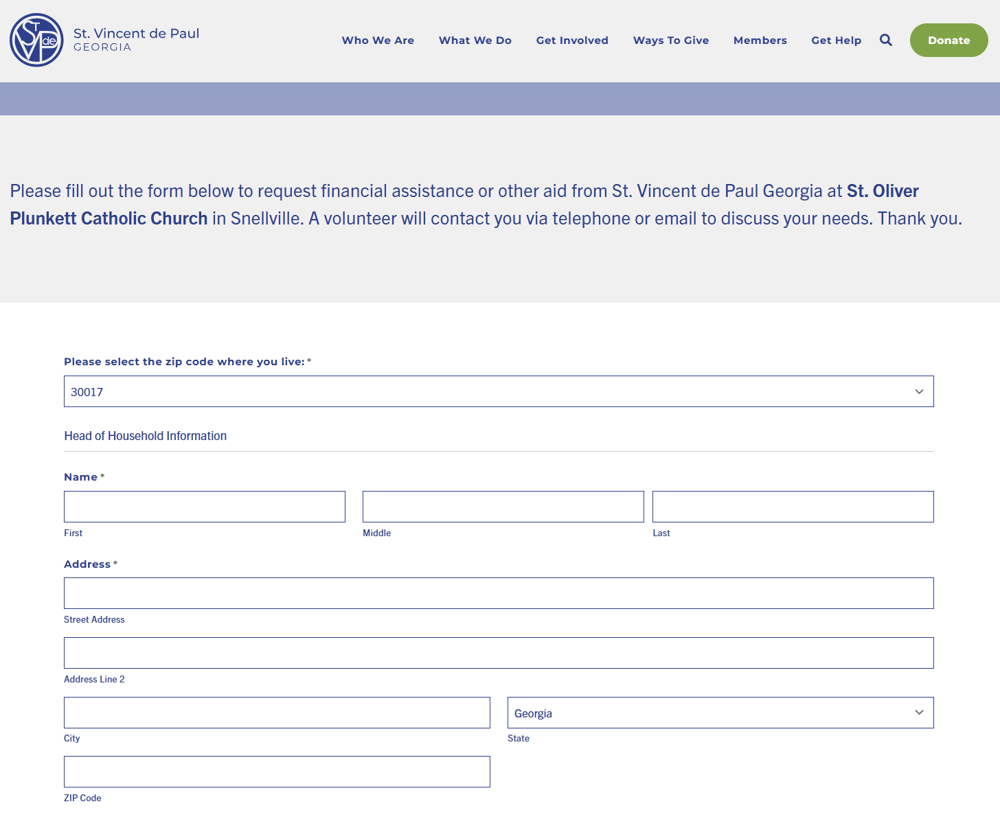 St de VP
St. Vincent de Paul
GEORGIA
Who We Are What We Do Get Involved Ways To Give Members Get Help Donate
Please fill out the form below to request financial assistance or other aid from St. Vincent de Paul Georgia at St. Oliver
Plunkett Catholic Church in Snellville. A volunteer will contact you via telephone or email to discuss your needs. Thank you.
Please select the zip code where you live: *
30017
Head of Household Information
Name *
First Middle Last
Address *
Street Address
Address Line 2
Georgia
City State
ZIP Code